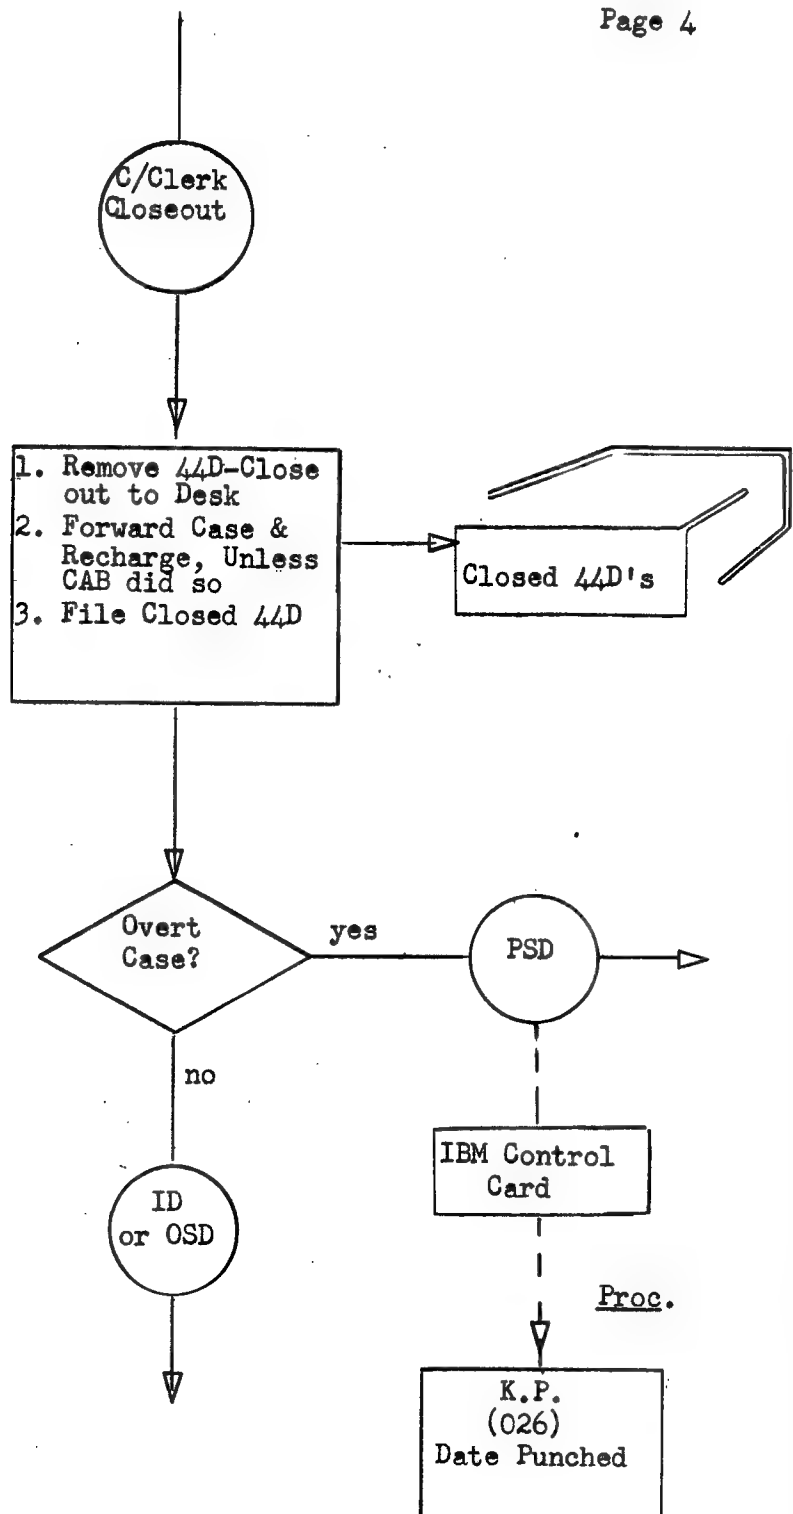 Page 4
C/Clerk
Closeout
1. Remove 44D-Close
out to Desk
2. Forward Case &
Recharge, Unless
CAB did so
3. File Closed 44D
Closed 44D's
Overt
Case?
yes
PSD
no
IBM Control
Card
ID
or OSD
Proc.
K.P.
(026)
Date Punched